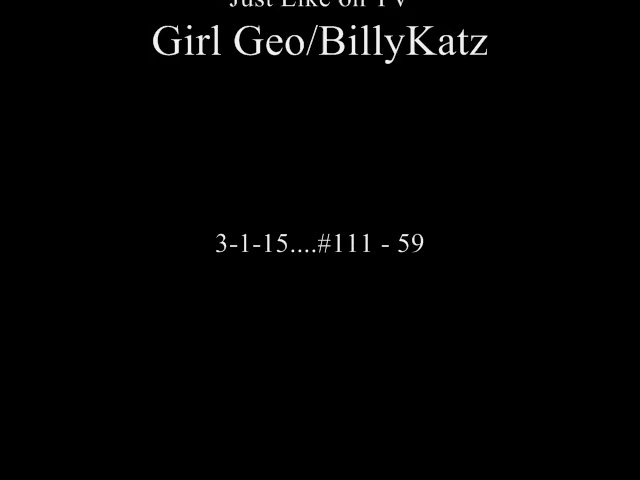 Just Like on TV
Girl Geo/BillyKatz
3-1-15....#111 - 59